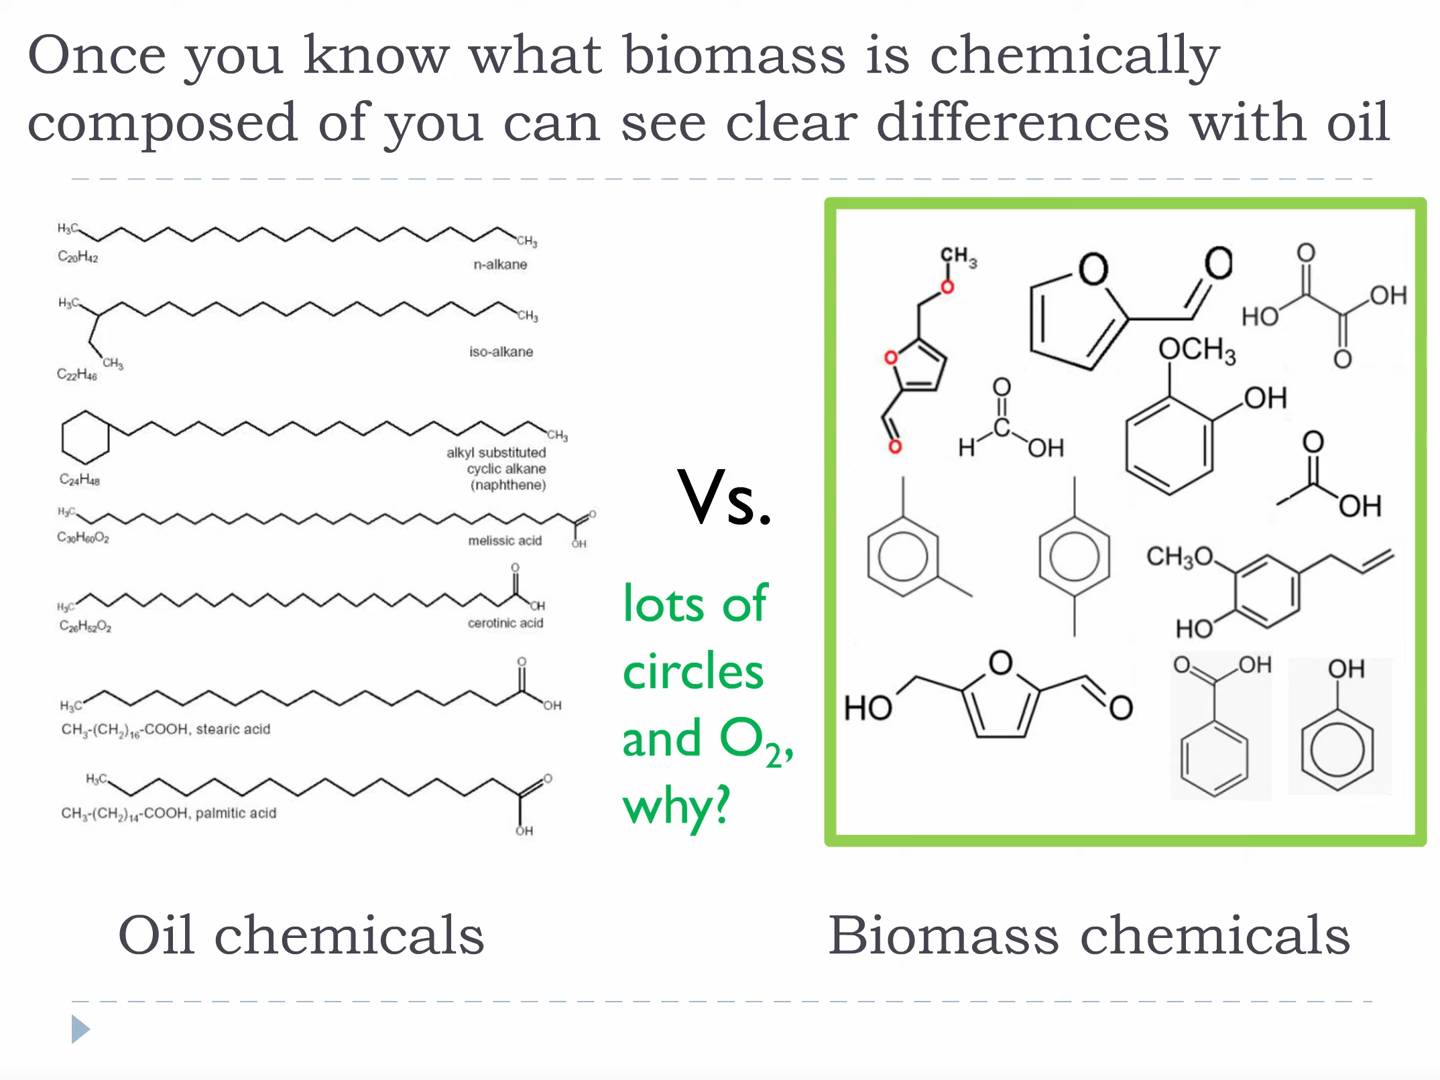 Once you know what biomass is chemically
composed of you can see clear differences with oil
H₃C
CH₃
C₂₀H₄₂
n-alkane
H₃C
CH₃
iso-alkane
CH₃
C₂₂H₄₆
CH₃
alkyl substituted
cyclic alkane
(naphthene)
C₂₄H₄₈
H₃C
O
OH
C₃₀H₆₀O₂
melissic acid
O
H₃C
OH
C₂₆H₅₂O₂
cerotinic acid
O
H₃C
OH
CH₃-(CH₂)₁₆-COOH, stearic acid
H₃C
O
CH₃-(CH₂)₁₄-COOH, palmitic acid
OH
Vs.
lots of
circles
and O₂,
why?
CH₃
O
O
O
O
O
O
HO
OH
O
O
H
C
OH
OCH₃
OH
O
OH
CH₃O
HO
HO
O
O
O
OH
OH
Oil chemicals
Biomass chemicals